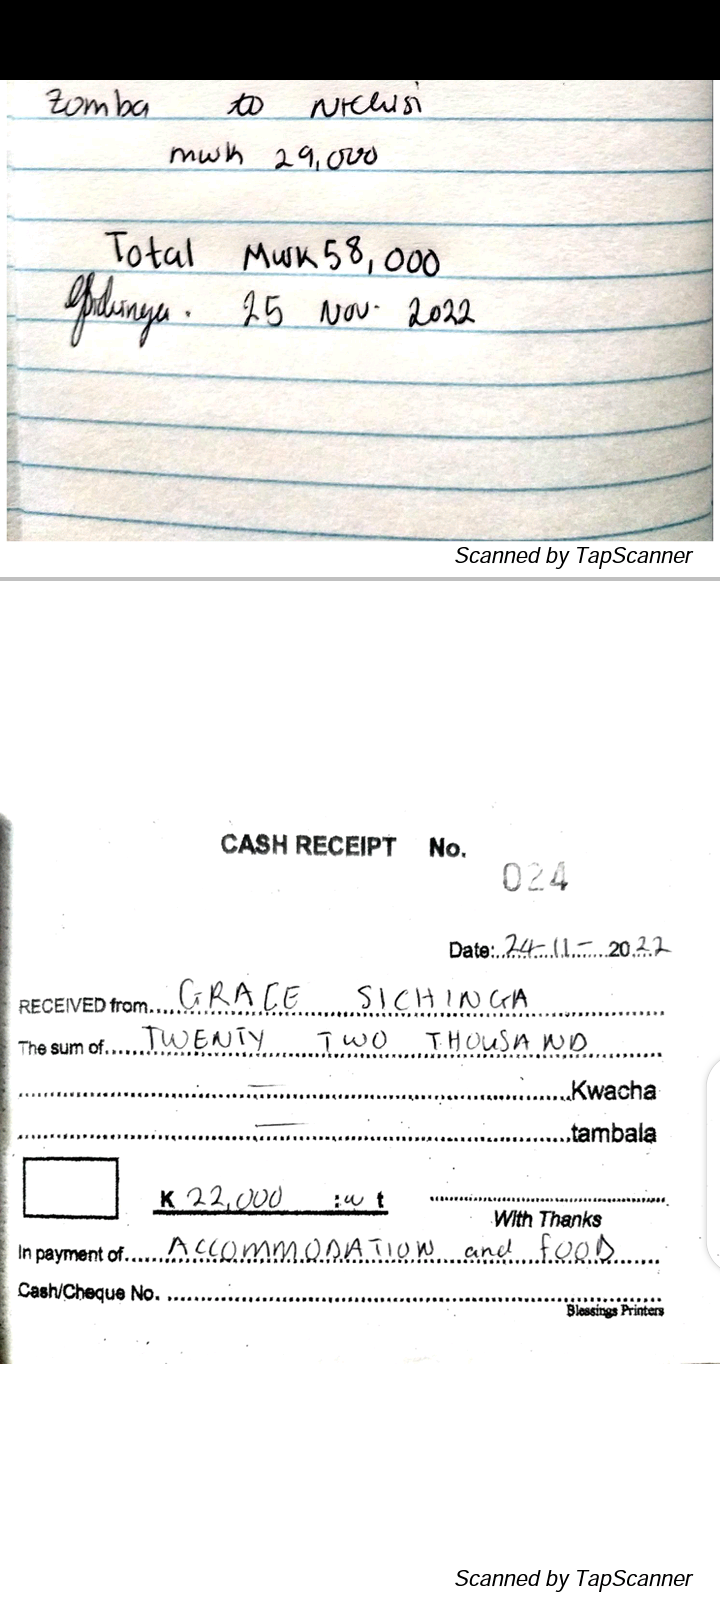 Zomba to Ntchisi
mwk 29,000
Total Mwk 58,000
25 Nov. 2022
Scanned by TapScanner
CASH RECEIPT No.
024
Date: 24-11- 2022
RECEIVED from GRACE SICHINGA
The sum of TWENTY TWO THOUSAND
— Kwacha
— tambala
K 22,000 : t
With Thanks
In payment of ACCOMMODATION and FOOD
Cash/Cheque No.
Blessings Printers
Scanned by TapScanner